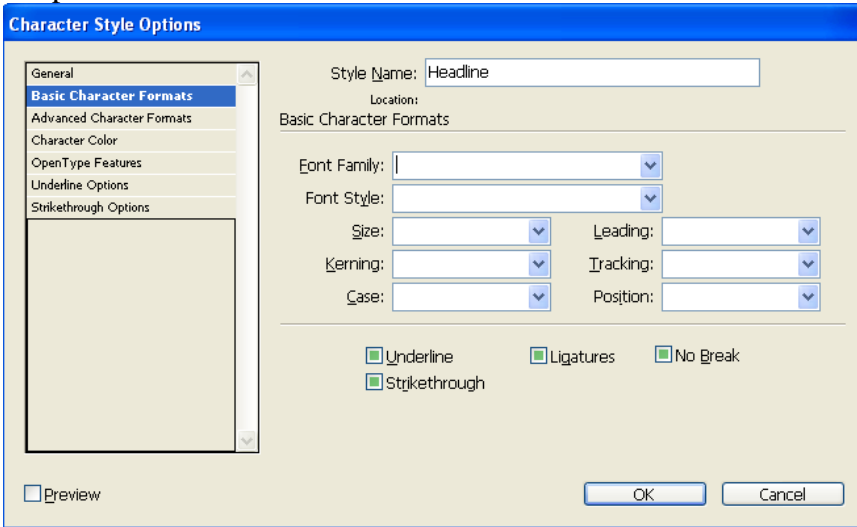 Character Style Options
General
Basic Character Formats
Advanced Character Formats
Character Color
OpenType Features
Underline Options
Strikethrough Options
Style Name: Headline
Location:
Basic Character Formats
Font Family:
Font Style:
Size: Leading:
Kerning: Tracking:
Case: Position:
Underline Ligatures No Break
Strikethrough
Preview OK Cancel